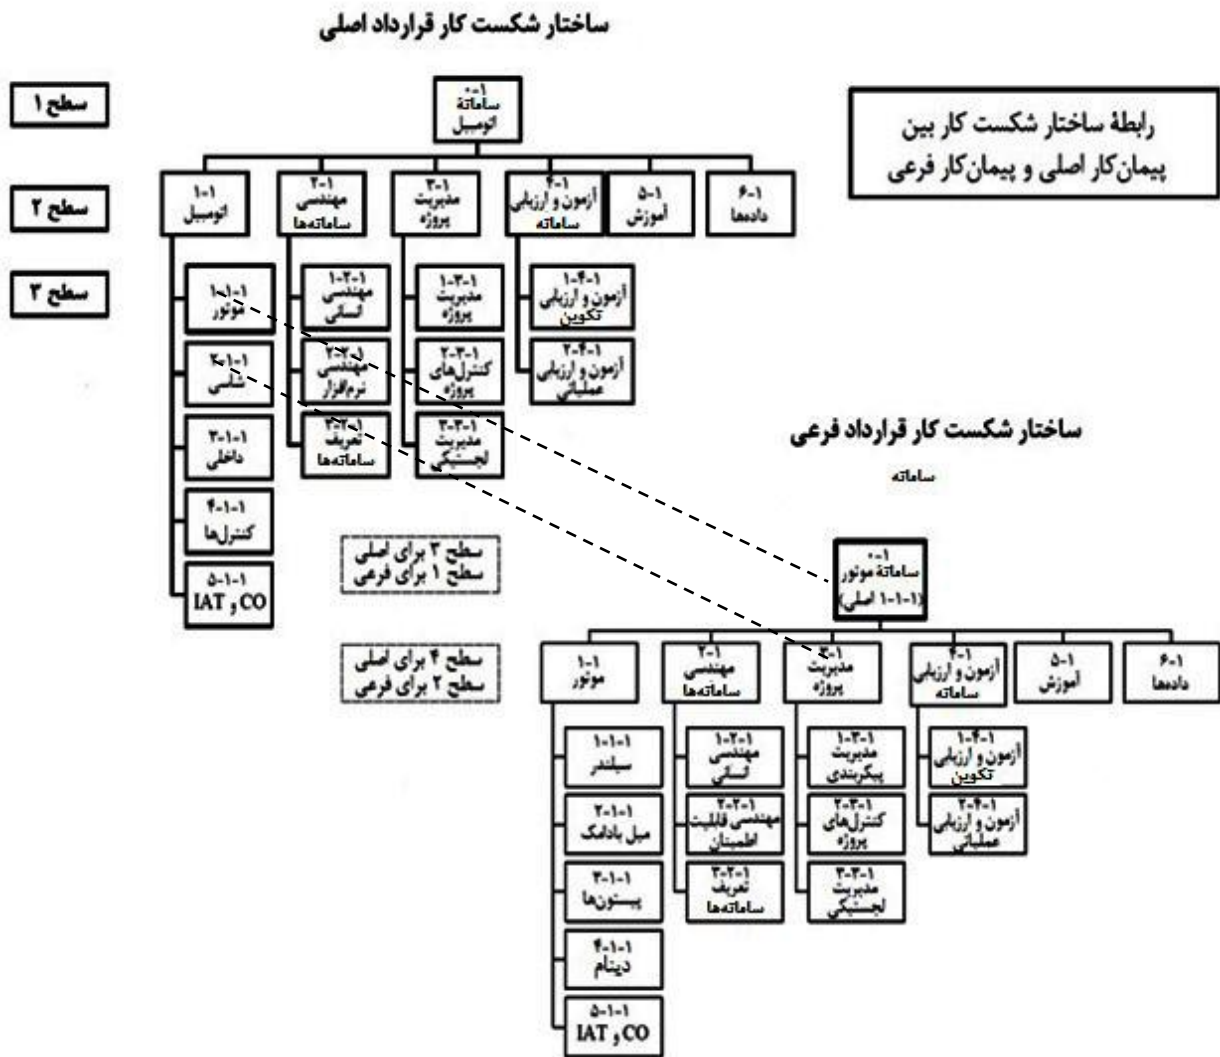 ساختار شکست کار قرارداد اصلی
سطح ۱
۱-۰
سامانهٔ
اتومبیل
رابطهٔ ساختار شکست کار بین
پیمان‌کار اصلی و پیمان‌کار فرعی
سطح ۲
۱-۱
اتومبیل
۲-۱
مهندسی
سامانه‌ها
۳-۱
مدیریت
پروژه
۴-۱
آزمون و ارزیابی
سامانه
۵-۱
آموزش
۶-۱
داده‌ها
سطح ۳
۱-۱-۱
موتور
۲-۱-۱
شاسی
۳-۱-۱
داخلی
۴-۱-۱
کنترل‌ها
۵-۱-۱
CO و IAT
۱-۲-۱
مهندسی
انسانی
۲-۲-۱
مهندسی
نرم‌افزار
۳-۲-۱
تعریف
سامانه‌ها
۱-۳-۱
مدیریت
پروژه
۲-۳-۱
کنترل‌های
پروژه
۳-۳-۱
مدیریت
لجستیکی
۱-۴-۱
آزمون و ارزیابی
تکوین
۲-۴-۱
آزمون و ارزیابی
عملیاتی
ساختار شکست کار قرارداد فرعی
سامانه
سطح ۳ برای اصلی
سطح ۱ برای فرعی
۱-۰
سامانهٔ موتور
(۱-۱-۱ اصلی)
سطح ۴ برای اصلی
سطح ۲ برای فرعی
۱-۱
موتور
۲-۱
مهندسی
سامانه‌ها
۳-۱
مدیریت
پروژه
۴-۱
آزمون و ارزیابی
سامانه
۵-۱
آموزش
۶-۱
داده‌ها
۱-۱-۱
سیلندر
۲-۱-۱
میل بادامک
۳-۱-۱
پیستون‌ها
۴-۱-۱
دینام
۵-۱-۱
CO و IAT
۱-۲-۱
مهندسی
انسانی
۲-۲-۱
مهندسی قابلیت
اطمینان
۳-۲-۱
تعریف
سامانه‌ها
۱-۳-۱
مدیریت
پیکربندی
۲-۳-۱
کنترل‌های
پروژه
۳-۳-۱
مدیریت
لجستیکی
۱-۴-۱
آزمون و ارزیابی
تکوین
۲-۴-۱
آزمون و ارزیابی
عملیاتی